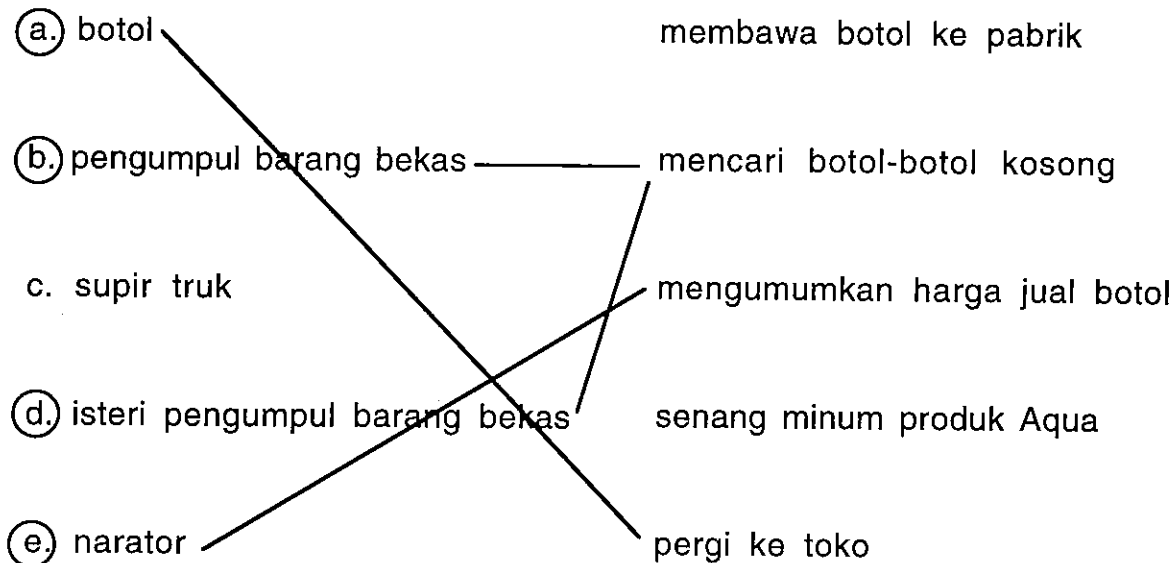 a. botol membawa botol ke pabrik
b. pengumpul barang bekas mencari botol-botol kosong
c. supir truk mengumumkan harga jual botol
d. isteri pengumpul barang bekas senang minum produk Aqua
e. narator pergi ke toko